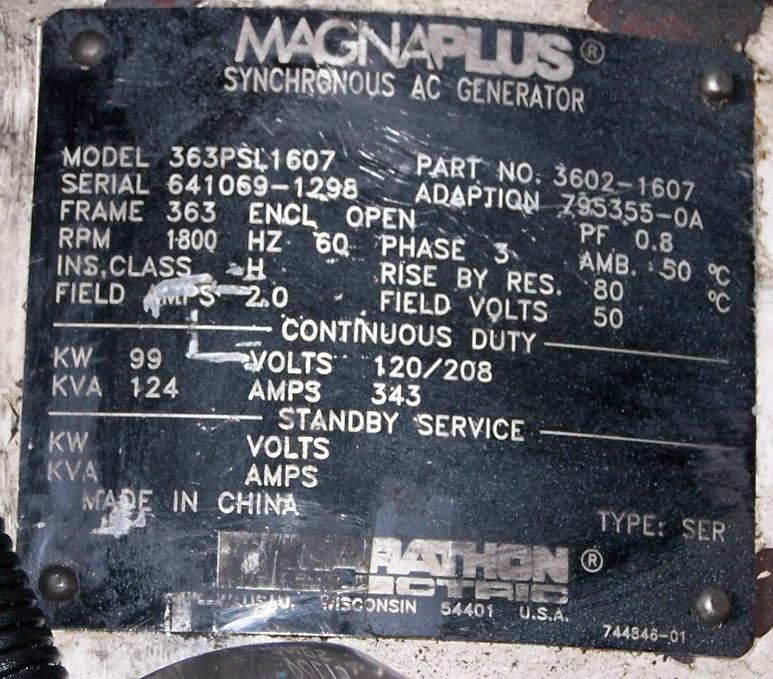 MAGNAPLUS®
SYNCHRONOUS AC GENERATOR
MODEL 363PSL1607 PART NO. 3602-1607
SERIAL 641069-1298 ADAPTION 795355-0A
FRAME 363 ENCL OPEN PF 0.8
RPM 1800 HZ 60 PHASE 3 AMB. 50 °C
INS.CLASS H RISE BY RES. 80 °C
FIELD AMPS 2.0 FIELD VOLTS 50
CONTINUOUS DUTY
KW 99 VOLTS 120/208
KVA 124 AMPS 343
STANDBY SERVICE
KW VOLTS
KVA AMPS
MADE IN CHINA
TYPE: SER
RATHON®
CTRIC
WAUSAU, WISCONSIN 54401 U.S.A.
744846-01